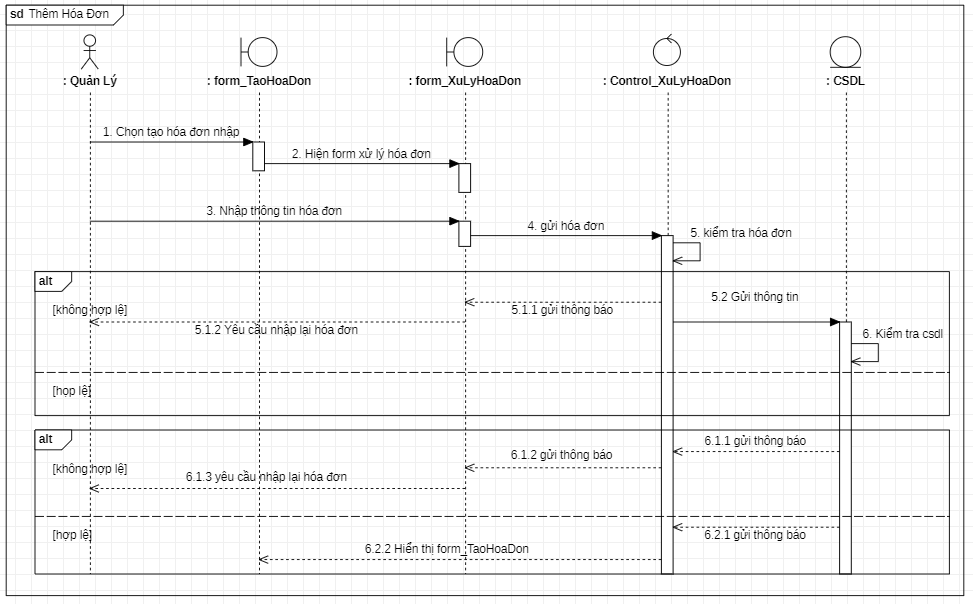 sd Thêm Hóa Đơn
: Quản Lý
: form_TaoHoaDon
: form_XuLyHoaDon
: Control_XuLyHoaDon
: CSDL
1. Chọn tạo hóa đơn nhập
2. Hiện form xử lý hóa đơn
3. Nhập thông tin hóa đơn
4. gửi hóa đơn
5. kiểm tra hóa đơn
alt
[không hợp lệ]
5.1.1 gửi thông báo
5.2 Gửi thông tin
5.1.2 Yêu cầu nhập lại hóa đơn
6. Kiểm tra csdl
[họp lệ]
alt
6.1.1 gửi thông báo
6.1.2 gửi thông báo
[không hợp lệ]
6.1.3 yêu cầu nhập lại hóa đơn
[hợp lệ]
6.2.1 gửi thông báo
6.2.2 Hiển thị form_TaoHoaDon